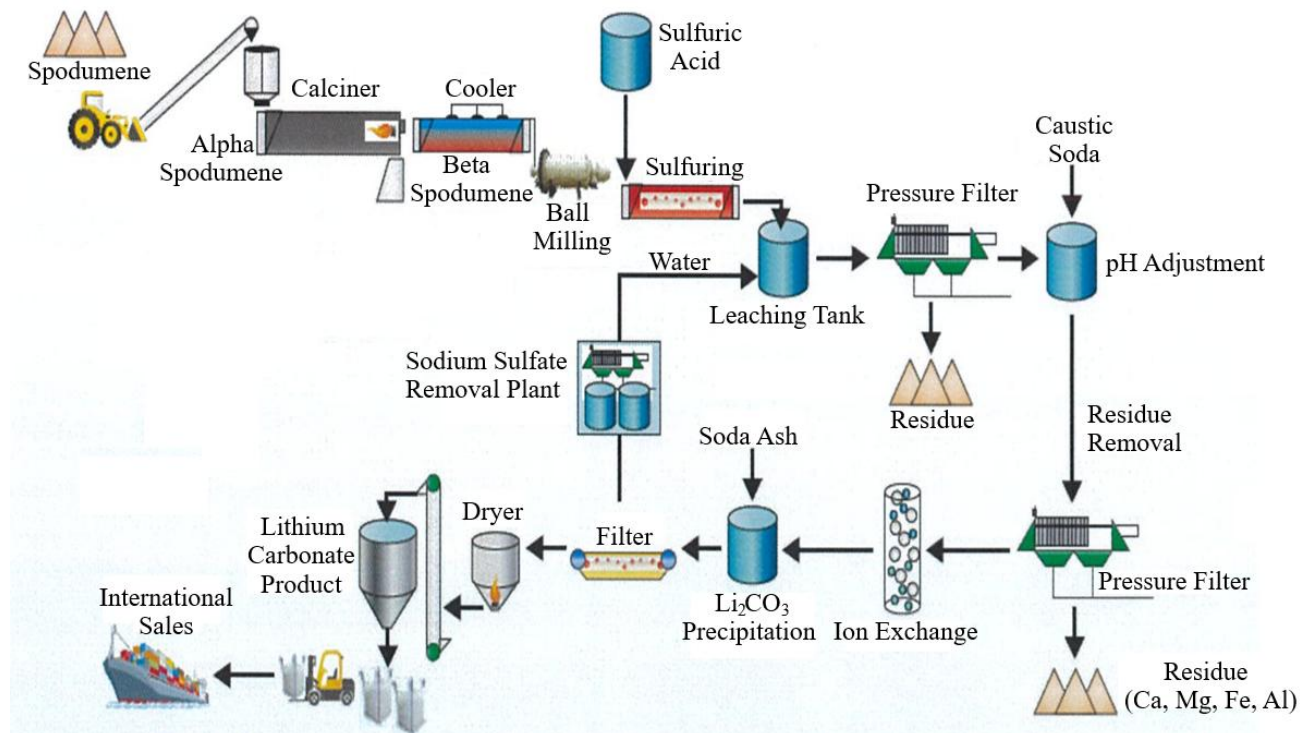 Spodumene
Calciner
Alpha
Spodumene
Cooler
Beta
Spodumene
Ball
Milling
Sulfuric
Acid
Sulfuring
Water
Leaching Tank
Pressure Filter
Residue
Caustic
Soda
pH Adjustment
Residue
Removal
Pressure Filter
Residue
(Ca, Mg, Fe, Al)
Ion Exchange
Soda Ash
Li₂CO₃
Precipitation
Filter
Sodium Sulfate
Removal Plant
Dryer
Lithium
Carbonate
Product
International
Sales